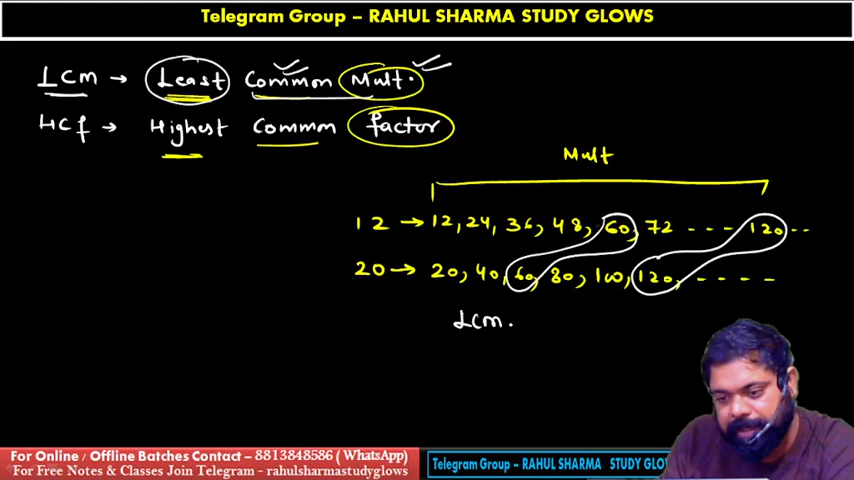 Telegram Group – RAHUL SHARMA STUDY GLOWS
LCm → Least Common Mult.
HCf → Highest Common factor
Mult
12 → 12, 24, 36, 48, 60, 72 ---- 120 --
20 → 20, 40, 60, 80, 100, 120, -----
LCm.
For Online / Offline Batches Contact – 8813848586 ( WhatsApp)
For Free Notes & Classes Join Telegram - rahulsharmastudyglows
Telegram Group – RAHUL SHARMA STUDY GLO